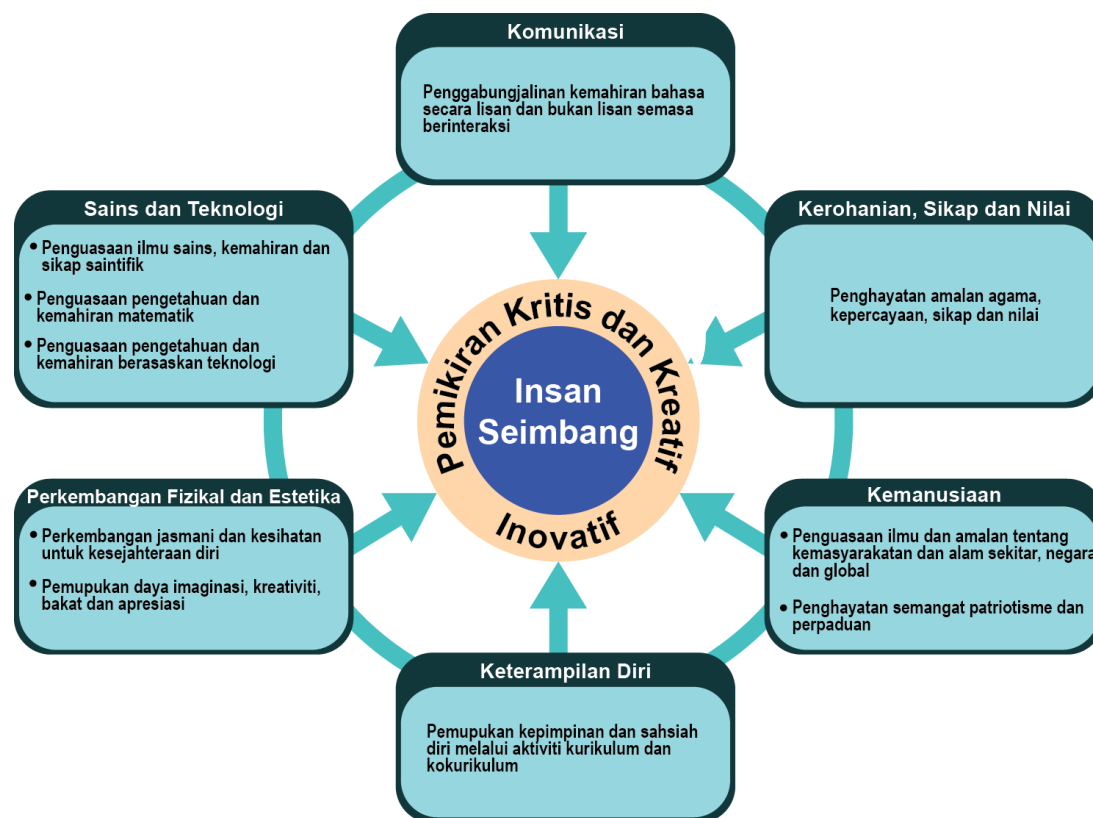 Komunikasi
Penggabungjalinan kemahiran bahasa
secara lisan dan bukan lisan semasa
berinteraksi
Sains dan Teknologi
• Penguasaan ilmu sains, kemahiran dan
sikap saintifik
• Penguasaan pengetahuan dan
kemahiran matematik
• Penguasaan pengetahuan dan
kemahiran berasaskan teknologi
Kerohanian, Sikap dan Nilai
Penghayatan amalan agama,
kepercayaan, sikap dan nilai
Pemikiran Kritis dan Kreatif
Insan
Seimbang
Inovatif
Perkembangan Fizikal dan Estetika
• Perkembangan jasmani dan kesihatan
untuk kesejahteraan diri
• Pemupukan daya imaginasi, kreativiti,
bakat dan apresiasi
Kemanusiaan
• Penguasaan ilmu dan amalan tentang
kemasyarakatan dan alam sekitar, negara
dan global
• Penghayatan semangat patriotisme dan
perpaduan
Keterampilan Diri
Pemupukan kepimpinan dan sahsiah
diri melalui aktiviti kurikulum dan
kokurikulum